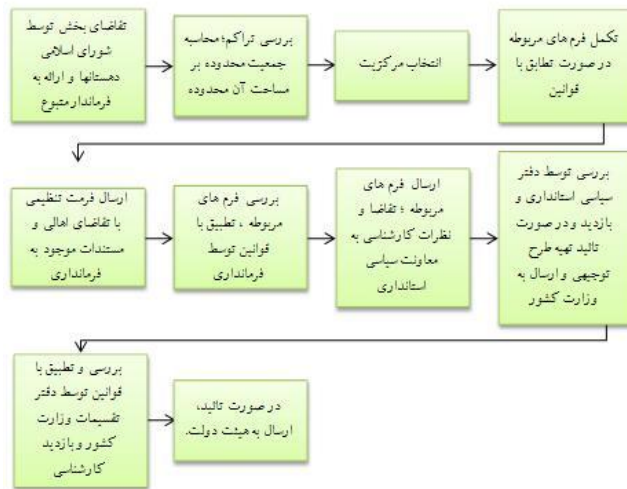 تقاضای بخش توسط
شورای اسلامی
دهستانها و ارائه به
فرماندار متبوع
بررسی تراکم؛ محاسبه
جمعیت محدوده بر
مساحت آن محدوده
انتخاب مرکزیت
تکمل فرم های مربوطه
در صورت تطابق با
قوانین
ارسال فرمت تنظیمی
با تقاضای اهالی و
مستندات موجود به
فرمانداری
بررسی فرم های
مربوطه ، تطبیق با
قوانین توسط
فرمانداری
ارسال فرم های
مربوطه ؛ تقاضا و
نظرات کارشناسی به
معاونت سیاسی
استانداری
بررسی توسط دفتر
سیاسی استانداری و
بازدید و در صورت
تائید تهیه طرح
توجیهی و ارسال به
وزارت کشور
بررسی و تطبیق با
قوانین توسط دفتر
تقسیمات وزارت
کشور و بازدید
کارشناسی
در صورت تائید،
ارسال به هیئت دولت.